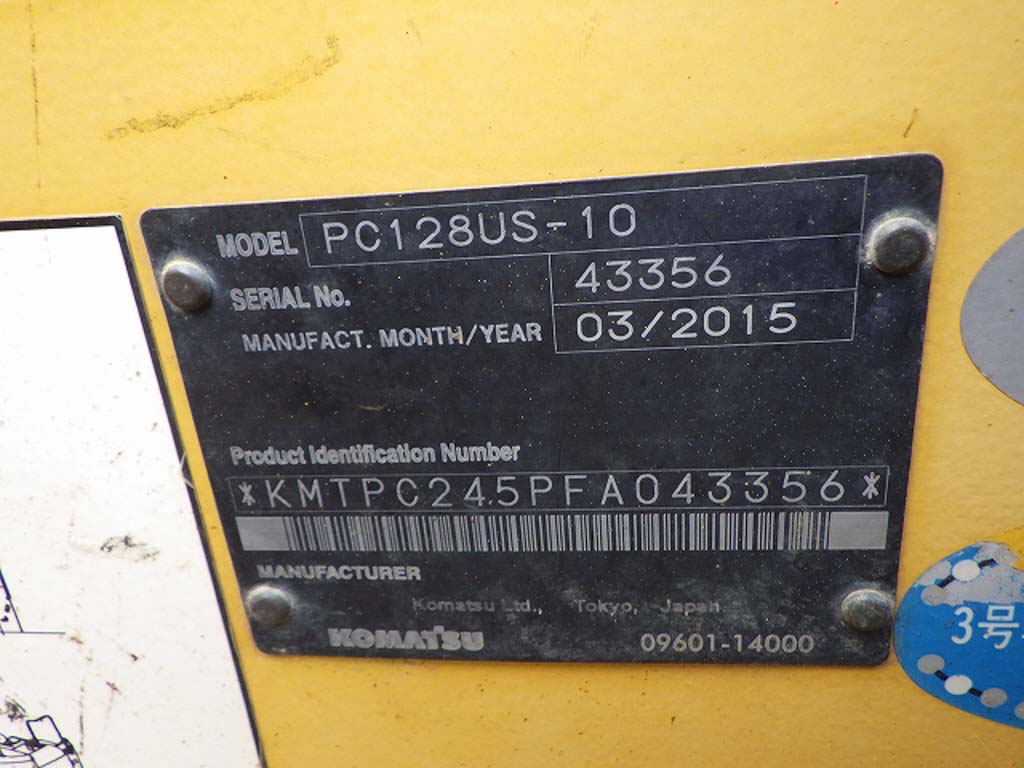 MODEL PC128US-10
SERIAL No. 43356
MANUFACT. MONTH/YEAR 03/2015
Product Identification Number
*KMTPC245PFA043356*
MANUFACTURER
Komatsu Ltd., Tokyo, Japan
KOMATSU 09601-14000
3号